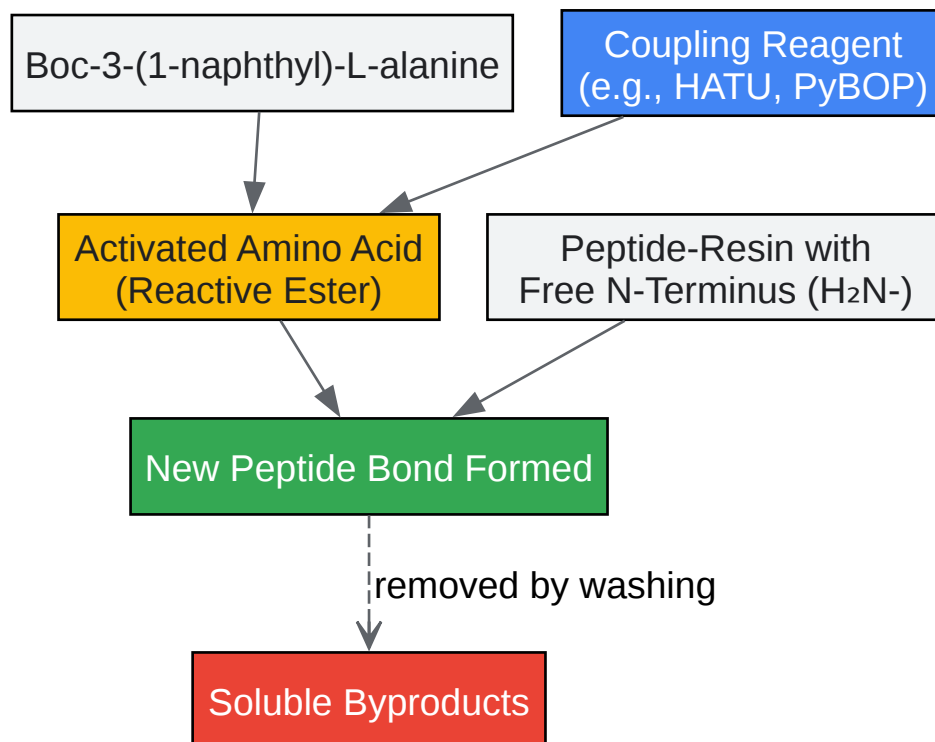 Boc-3-(1-naphthyl)-L-alanine
Coupling Reagent
(e.g., HATU, PyBOP)
Activated Amino Acid
(Reactive Ester)
Peptide-Resin with
Free N-Terminus (H₂N-)
New Peptide Bond Formed
removed by washing
Soluble Byproducts